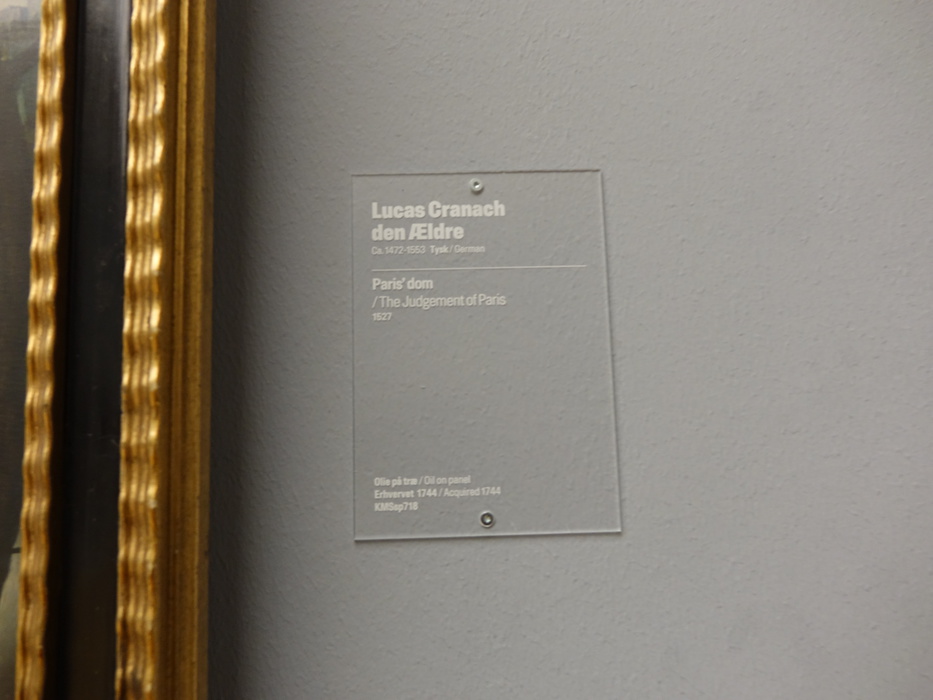 Lucas Cranach
den Ældre
Ca. 1472-1553 Tysk / German
Paris' dom
/ The Judgement of Paris
1527
Olie på træ / Oil on panel
Erhvervet 1744 / Acquired 1744
KMSsp718